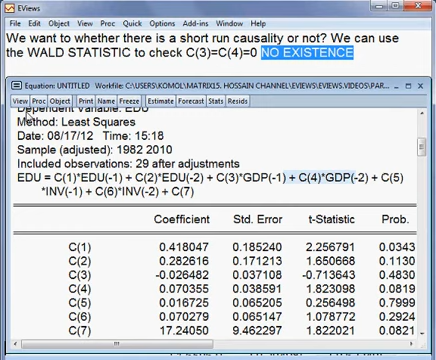 EViews
File Edit Object View Proc Quick Options Add-ins Window Help
We want to whether there is a short run causality or not? We can use
the WALD STATISTIC to check C(3)=C(4)=0 NO EXISTENCE
Equation: UNTITLED Workfile: C:\USERS\KOMOL\MATRIX15. HOSSAIN CHANNEL\EVIEWS\EVIEWS.VIDEOS\PAR...
View Proc Object Print Name Freeze Estimate Forecast Stats Resids
Dependent Variable: EDU
Method: Least Squares
Date: 08/17/12 Time: 15:18
Sample (adjusted): 1982 2010
Included observations: 29 after adjustments
EDU = C(1)*EDU(-1) + C(2)*EDU(-2) + C(3)*GDP(-1) + C(4)*GDP(-2) + C(5)
*INV(-1) + C(6)*INV(-2) + C(7)
Coefficient Std. Error t-Statistic Prob.
C(1) 0.418047 0.185240 2.256791 0.0343
C(2) 0.282616 0.171213 1.650668 0.1130
C(3) -0.026482 0.037108 -0.713643 0.4830
C(4) 0.070355 0.038591 1.823098 0.0819
C(5) 0.016725 0.065205 0.256498 0.7999
C(6) 0.070279 0.065147 1.078772 0.2924
C(7) 17.24050 9.462297 1.822022 0.0821